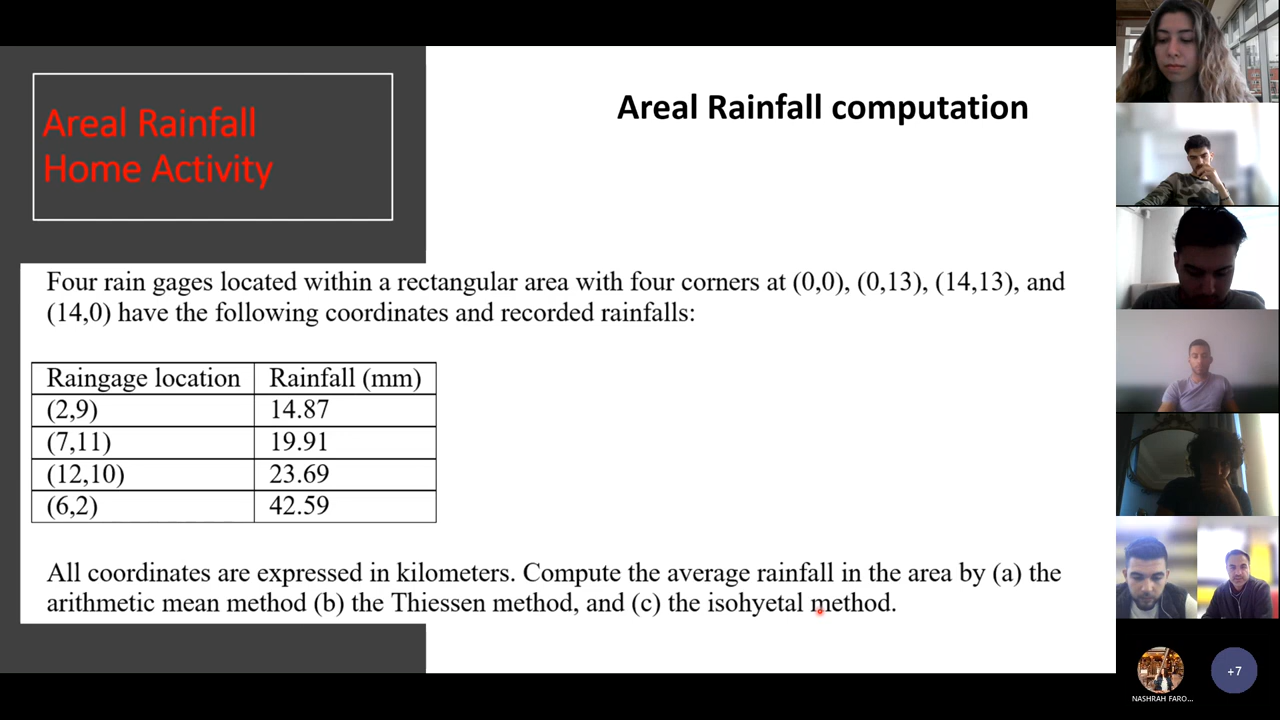 Areal Rainfall
Home Activity
Areal Rainfall computation
Four rain gages located within a rectangular area with four corners at (0,0), (0,13), (14,13), and
(14,0) have the following coordinates and recorded rainfalls:
Raingage location Rainfall (mm)
(2,9) 14.87
(7,11) 19.91
(12,10) 23.69
(6,2) 42.59
All coordinates are expressed in kilometers. Compute the average rainfall in the area by (a) the
arithmetic mean method (b) the Thiessen method, and (c) the isohyetal method.
NASHRAH FARO...
+7